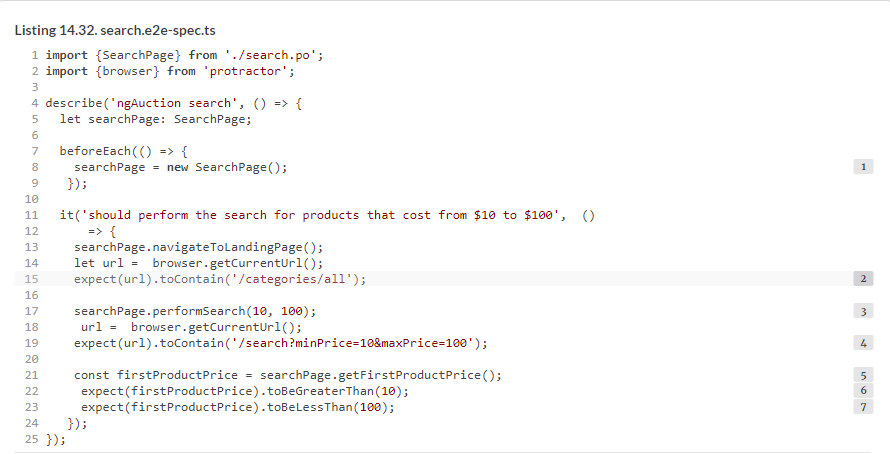 Listing 14.32. search.e2e-spec.ts
1 import {SearchPage} from './search.po';
2 import {browser} from 'protractor';
3
4 describe('ngAuction search', () => {
5   let searchPage: SearchPage;
6
7   beforeEach(() => {
8     searchPage = new SearchPage(); 1
9    });
10
11   it('should perform the search for products that cost from $10 to $100',  ()
12       => {
13     searchPage.navigateToLandingPage();
14     let url =  browser.getCurrentUrl();
15     expect(url).toContain('/categories/all'); 2
16
17     searchPage.performSearch(10, 100); 3
18      url =  browser.getCurrentUrl();
19     expect(url).toContain('/search?minPrice=10&maxPrice=100'); 4
20
21     const firstProductPrice = searchPage.getFirstProductPrice(); 5
22      expect(firstProductPrice).toBeGreaterThan(10); 6
23      expect(firstProductPrice).toBeLessThan(100); 7
24    });
25 });